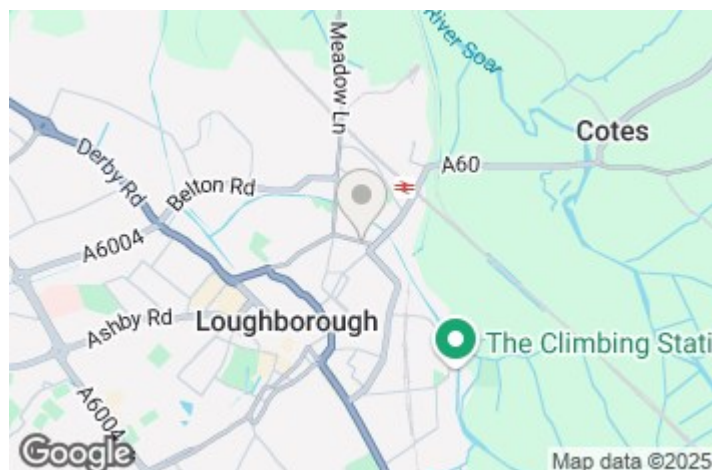 River Soar
Meadow Ln
Cotes
A60
Derby Rd
Belton Rd
A6004
Ashby Rd
Loughborough
The Climbing Stati
A6004
Google
Map data ©2025